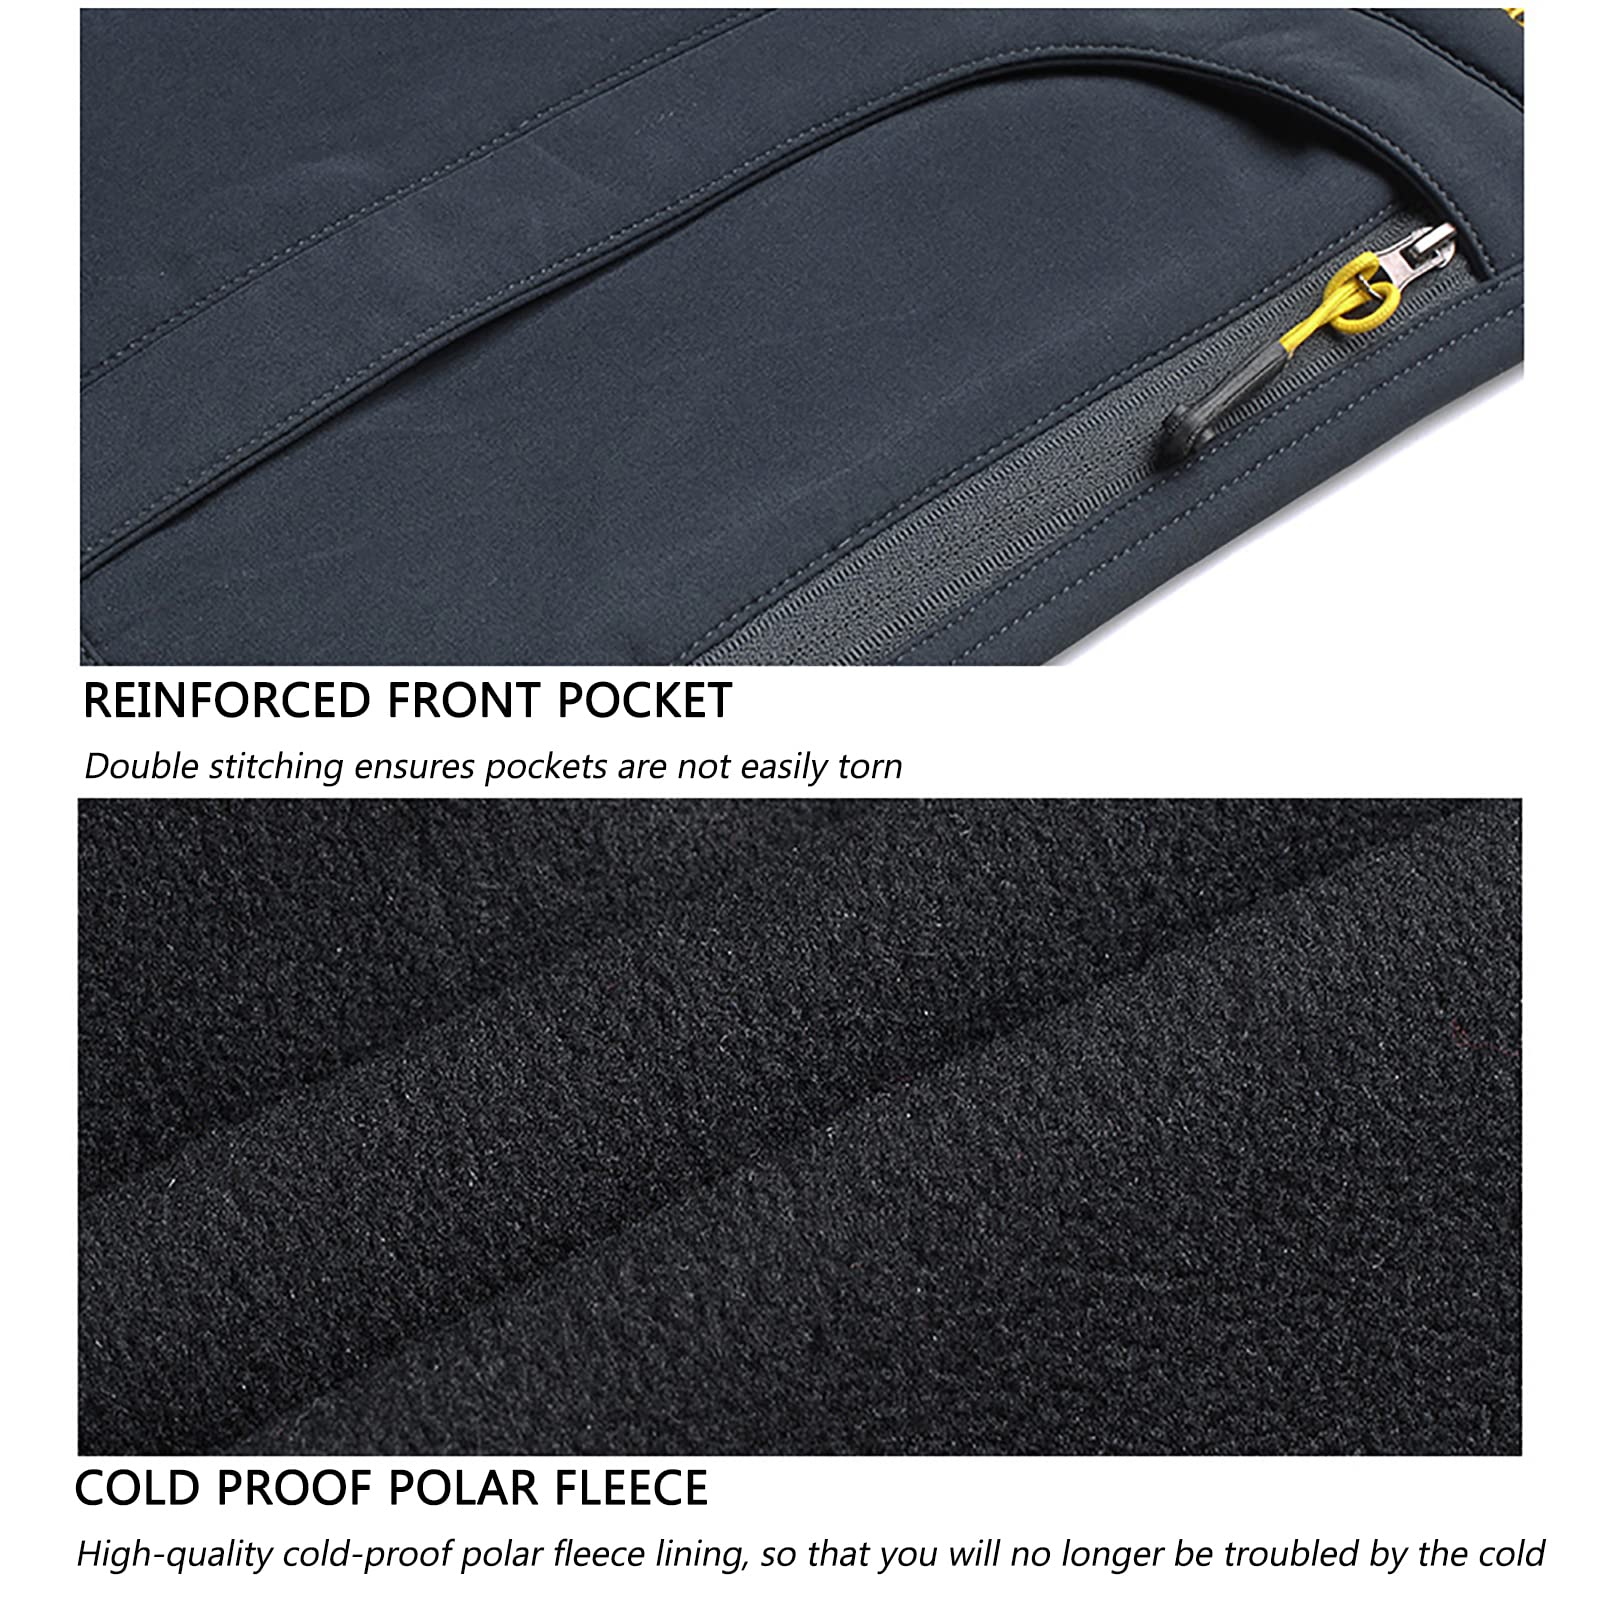 REINFORCED FRONT POCKET
Double stitching ensures pockets are not easily torn
COLD PROOF POLAR FLEECE
High-quality cold-proof polar fleece lining, so that you will no longer be troubled by the cold